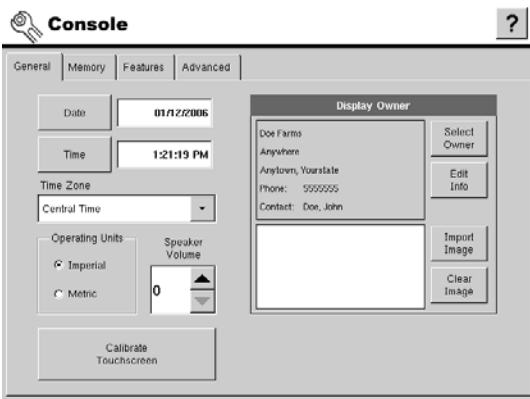 Console
?
General Memory Features Advanced
Date 01/12/2006
Time 1:21:19 PM
Time Zone
Central Time
Operating Units
Imperial
Metric
Speaker
Volume
0
Calibrate
Touchscreen
Display Owner
Doe Farms
Anywhere
Anytown, Yourstate
Phone: 5555555
Contact: Doe, John
Select
Owner
Edit
Info
Import
Image
Clear
Image